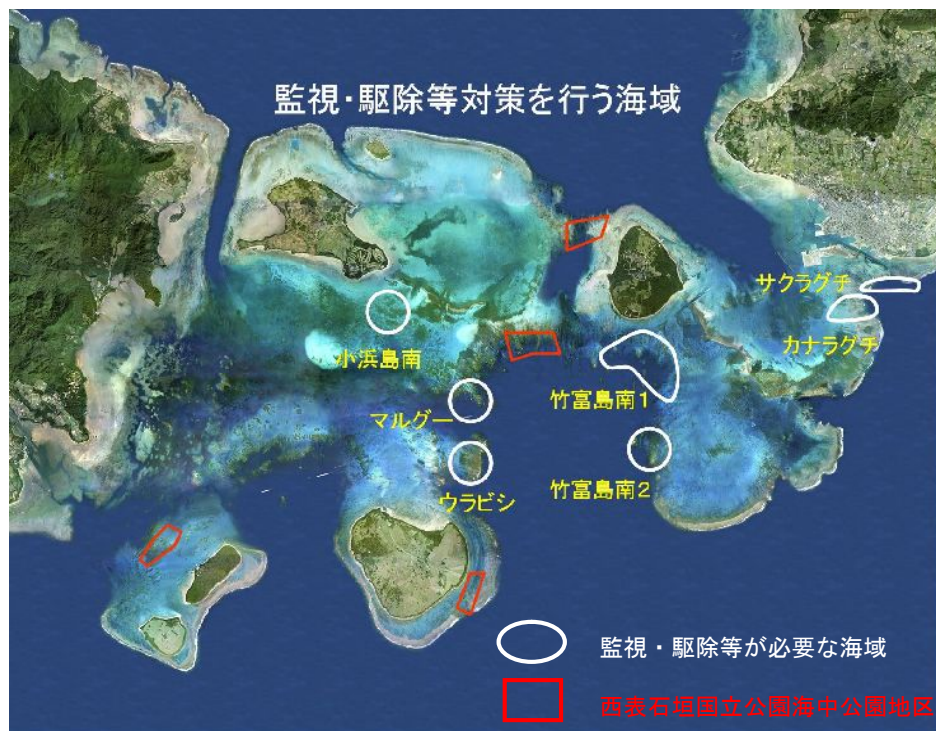 監視・駆除等対策を行う海域
サクラグチ
カナラグチ
小浜島南
竹富島南1
マルグー
竹富島南2
ウラビシ
監視・駆除等が必要な海域
西表石垣国立公園海中公園地区